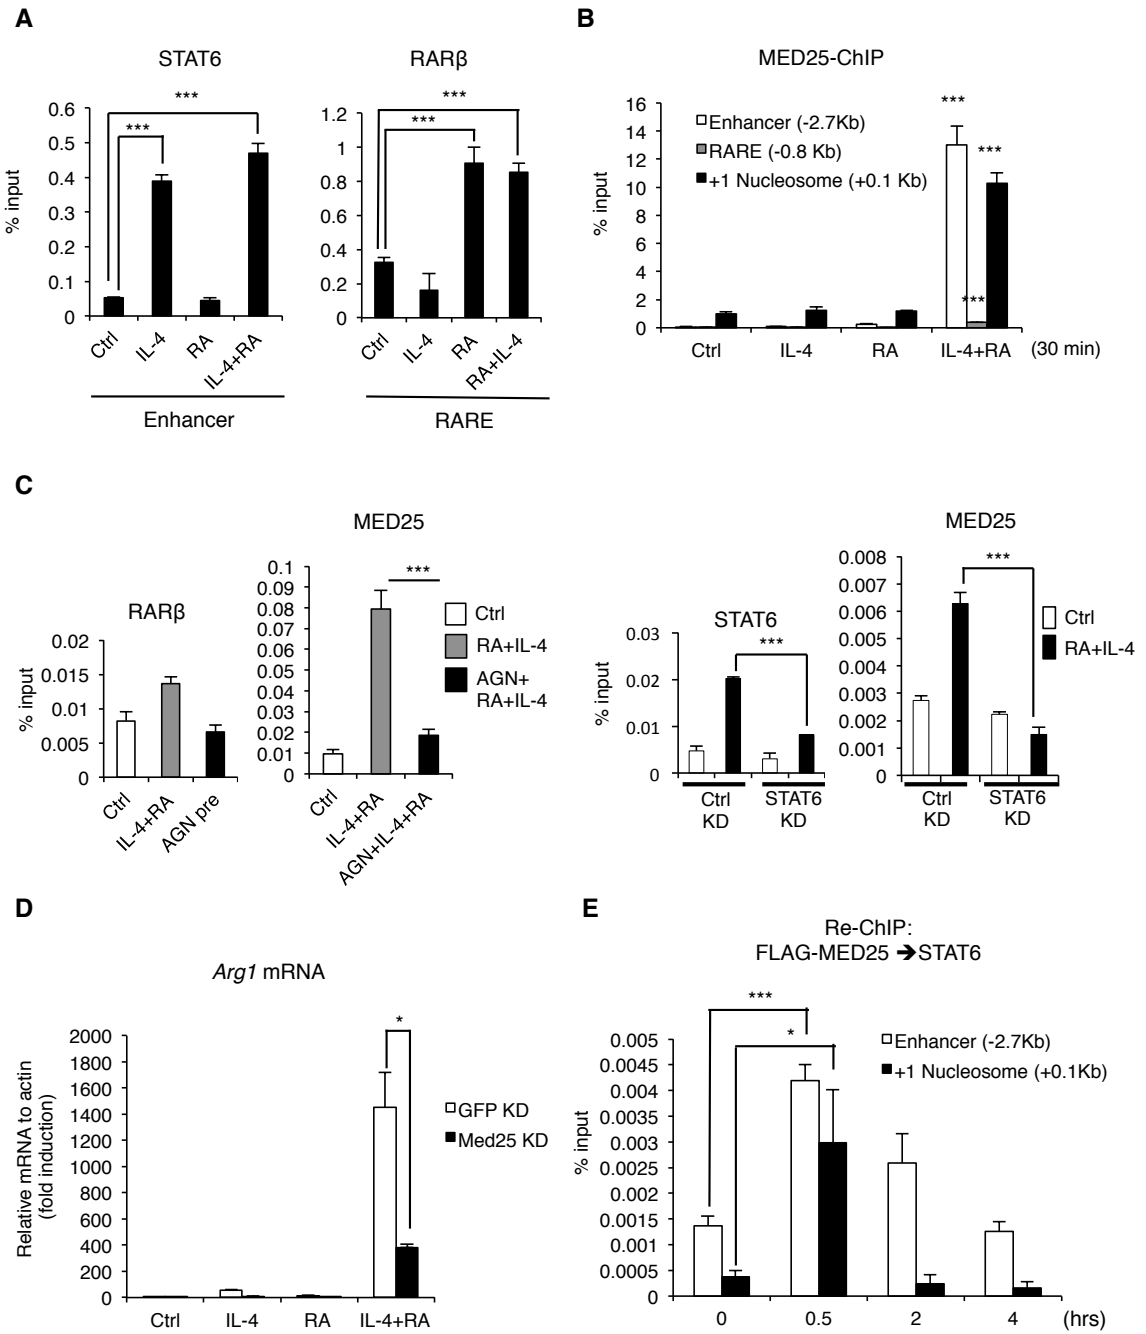 A
STAT6
% input
0.6
0.5
0.4
0.3
0.2
0.1
0
***
***
Ctrl
IL-4
RA
IL-4+RA
Enhancer
RARβ
1.2
1
0.8
0.6
0.4
0.2
0
***
***
Ctrl
IL-4
RA
RA+IL-4
RARE
B
MED25-ChIP
% input
16
14
12
10
8
6
4
2
0
Enhancer (-2.7Kb)
RARE (-0.8 Kb)
+1 Nucleosome (+0.1 Kb)
***
***
***
Ctrl
IL-4
RA
IL-4+RA
(30 min)
C
RARβ
% input
0.02
0.015
0.01
0.005
0
Ctrl
IL-4+RA
AGN pre
MED25
0.1
0.09
0.08
0.07
0.06
0.05
0.04
0.03
0.02
0.01
0
***
Ctrl
RA+IL-4
AGN+
RA+IL-4
Ctrl
IL-4+RA
AGN+IL-4+RA
STAT6
% input
0.03
0.02
0.01
0
***
Ctrl
KD
STAT6
KD
MED25
0.008
0.007
0.006
0.005
0.004
0.003
0.002
0.001
0
***
Ctrl
RA+IL-4
Ctrl
KD
STAT6
KD
D
Arg1 mRNA
Relative mRNA to actin
(fold induction)
2000
1800
1600
1400
1200
1000
800
600
400
200
0
*
GFP KD
Med25 KD
Ctrl
IL-4
RA
IL-4+RA
E
Re-ChIP:
FLAG-MED25 ➔STAT6
% input
0.005
0.0045
0.004
0.0035
0.003
0.0025
0.002
0.0015
0.001
0.0005
0
***
*
Enhancer (-2.7Kb)
+1 Nucleosome (+0.1Kb)
0
0.5
2
4
(hrs)